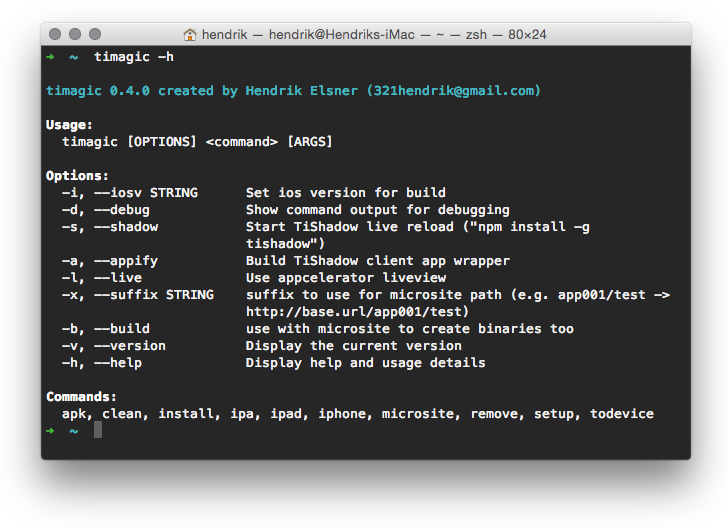 hendrik — hendrik@Hendriks-iMac — ~ — zsh — 80×24
➜ ~ timagic -h
timagic 0.4.0 created by Hendrik Elsner (321hendrik@gmail.com)
Usage:
timagic [OPTIONS] <command> [ARGS]
Options:
-i, --iosv STRING Set ios version for build
-d, --debug Show command output for debugging
-s, --shadow Start TiShadow live reload ("npm install -g
tishadow")
-a, --appify Build TiShadow client app wrapper
-l, --live Use appcelerator liveview
-x, --suffix STRING suffix to use for microsite path (e.g. app001/test ->
http://base.url/app001/test)
-b, --build use with microsite to create binaries too
-v, --version Display the current version
-h, --help Display help and usage details
Commands:
apk, clean, install, ipa, ipad, iphone, microsite, remove, setup, todevice
➜ ~